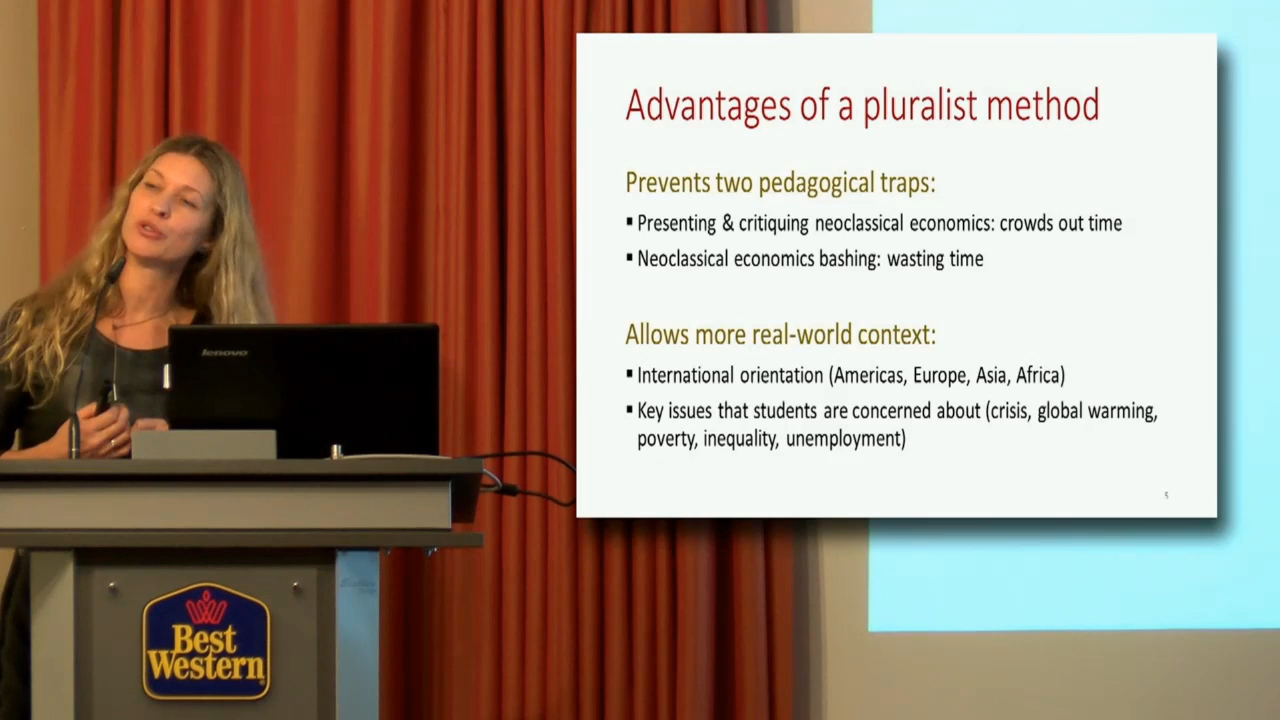 Advantages of a pluralist method
Prevents two pedagogical traps:
▪ Presenting & critiquing neoclassical economics: crowds out time
▪ Neoclassical economics bashing: wasting time
Allows more real-world context:
▪ International orientation (Americas, Europe, Asia, Africa)
▪ Key issues that students are concerned about (crisis, global warming,
poverty, inequality, unemployment)
5
lenovo
Best
Western